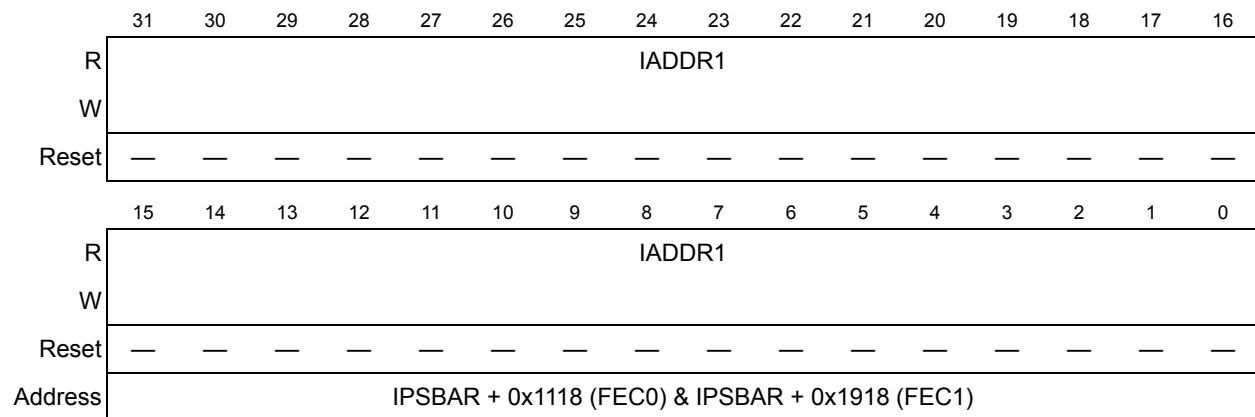 31 30 29 28 27 26 25 24 23 22 21 20 19 18 17 16
R IADDR1
W
Reset — — — — — — — — — — — — — — — —
15 14 13 12 11 10 9 8 7 6 5 4 3 2 1 0
R IADDR1
W
Reset — — — — — — — — — — — — — — — —
Address IPSBAR + 0x1118 (FEC0) & IPSBAR + 0x1918 (FEC1)